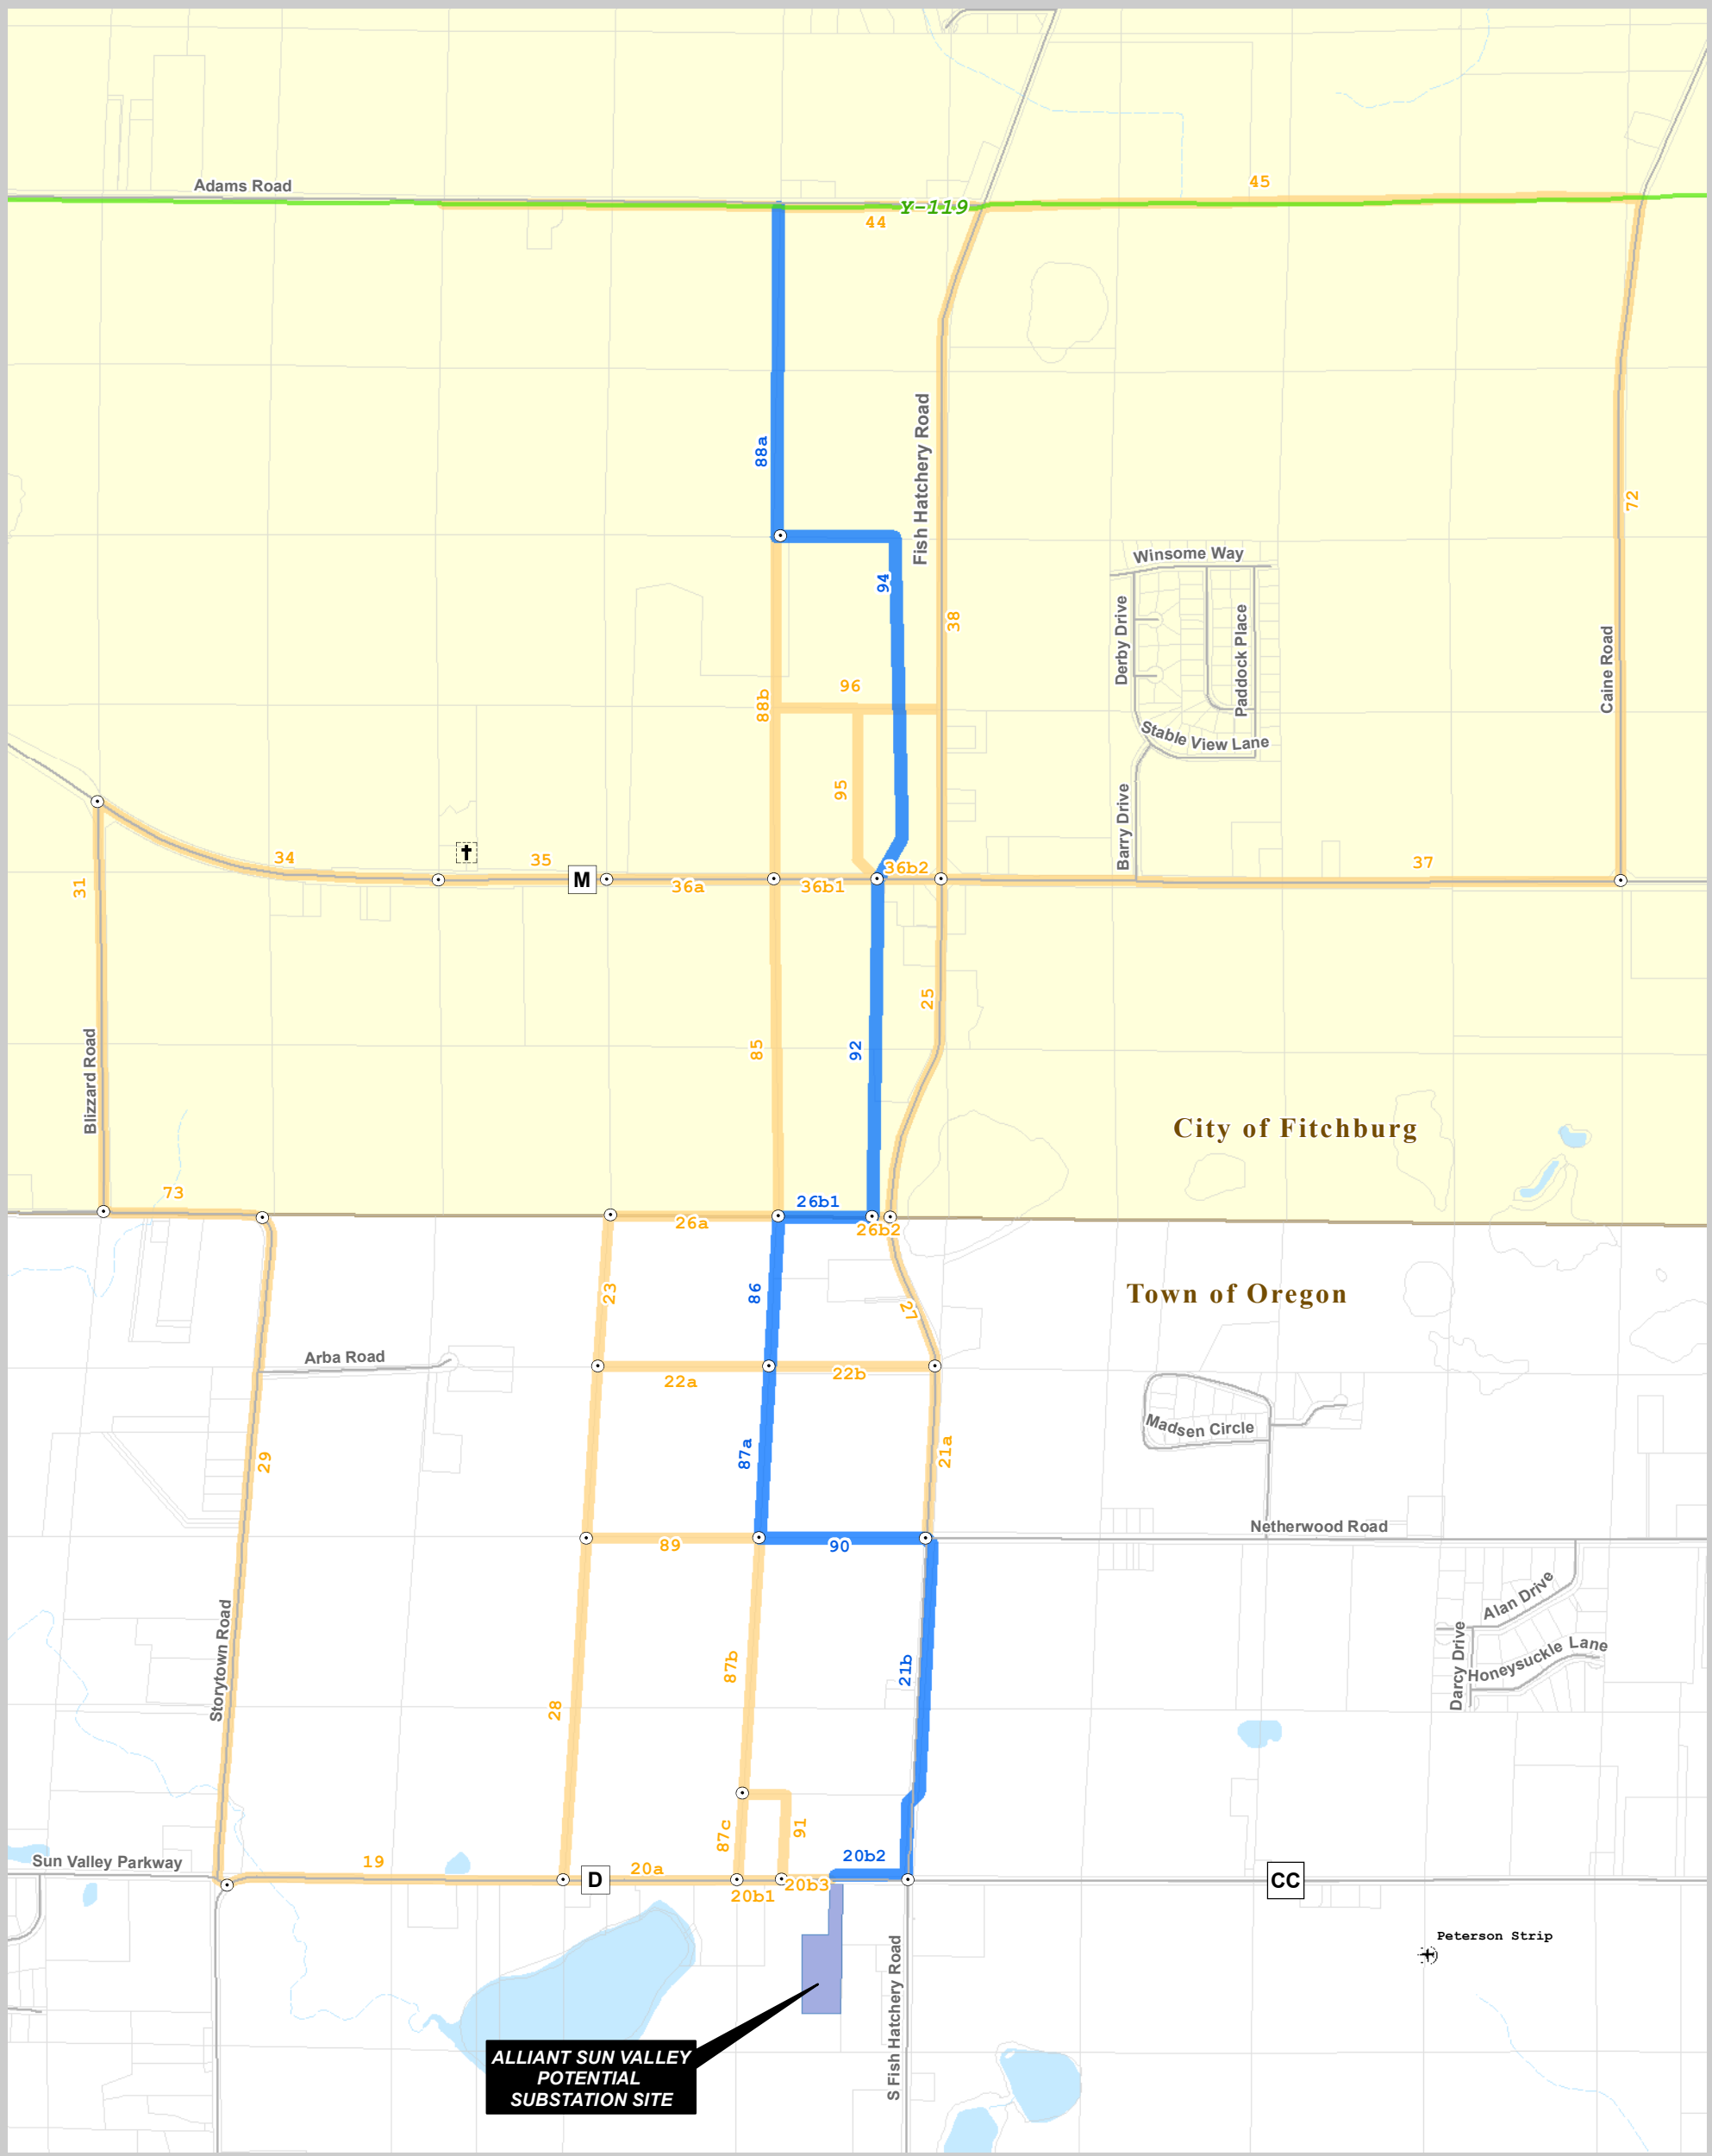 45
Adams Road
Y-119
44
88a
Fish Hatchery Road
72
Winsome Way
94
Derby Drive
Paddock Place
38
Caine Road
96
88b
Stable View Lane
95
Barry Drive
34
35
M
36a
36b1
36b2
37
31
25
85
92
Blizzard Road
City of Fitchburg
73
26b1
26a
26b2
23
86
27
Town of Oregon
Arba Road
22a
22b
Madsen Circle
29
87a
21a
Netherwood Road
89
90
Alan Drive
Storytown Road
Darcy Drive
Honeysuckle Lane
87b
21b
28
87c
91
Sun Valley Parkway
19
20a
20b2
D
CC
20b1
20b3
Peterson Strip
S Fish Hatchery Road
ALLIANT SUN VALLEY
POTENTIAL
SUBSTATION SITE